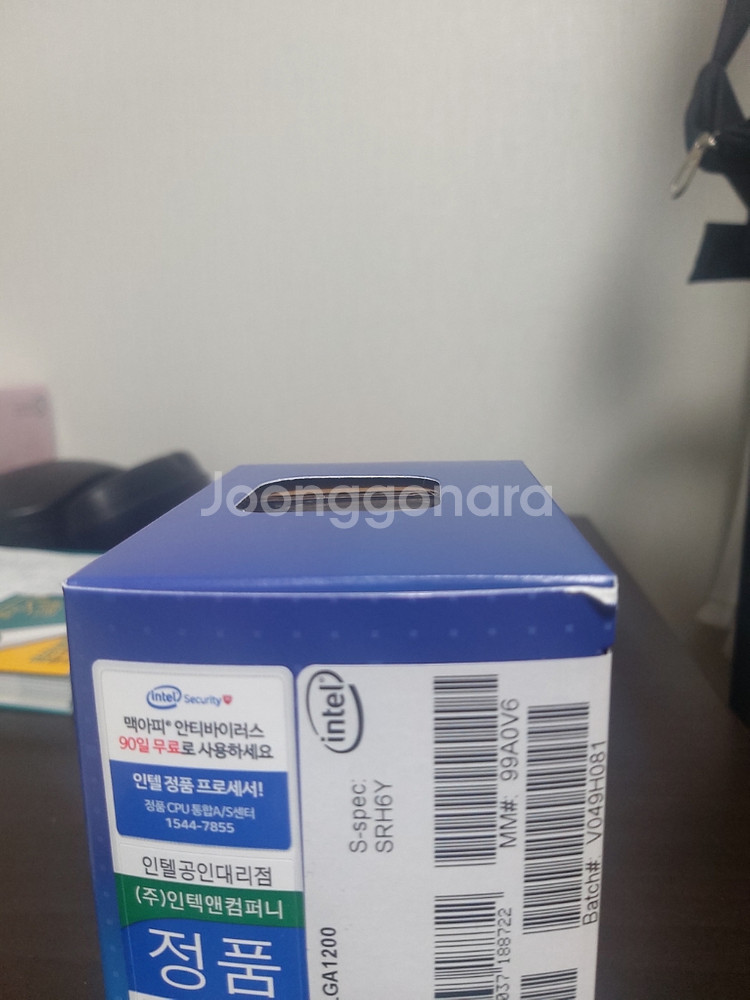 Joonggonara
intel Security
맥아피® 안티바이러스
90일 무료로 사용하세요
인텔 정품 프로세서!
정품 CPU 통합A/S센터
1544-7855
인텔공인대리점
(주)인텍앤컴퍼니
정품
intel
S-spec:
SRH6Y
MM#: 99A0V6
Batch#: V049H081
LGA1200
037 188722